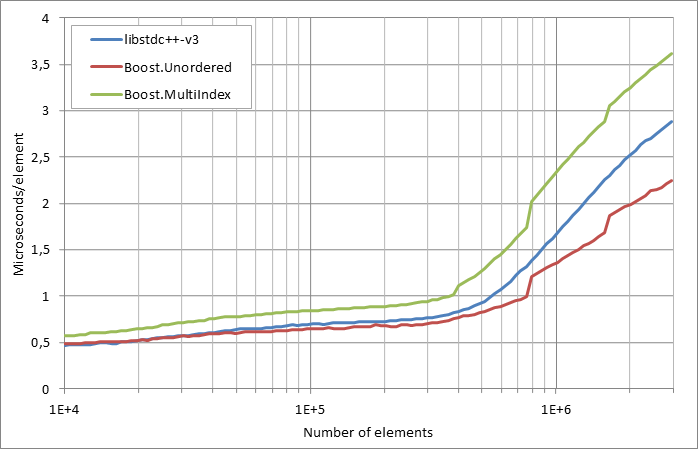 4
3,5
3
2,5
2
1,5
1
0,5
0
Microseconds/element
libstdc++-v3
Boost.Unordered
Boost.MultiIndex
1E+4
1E+5
1E+6
Number of elements